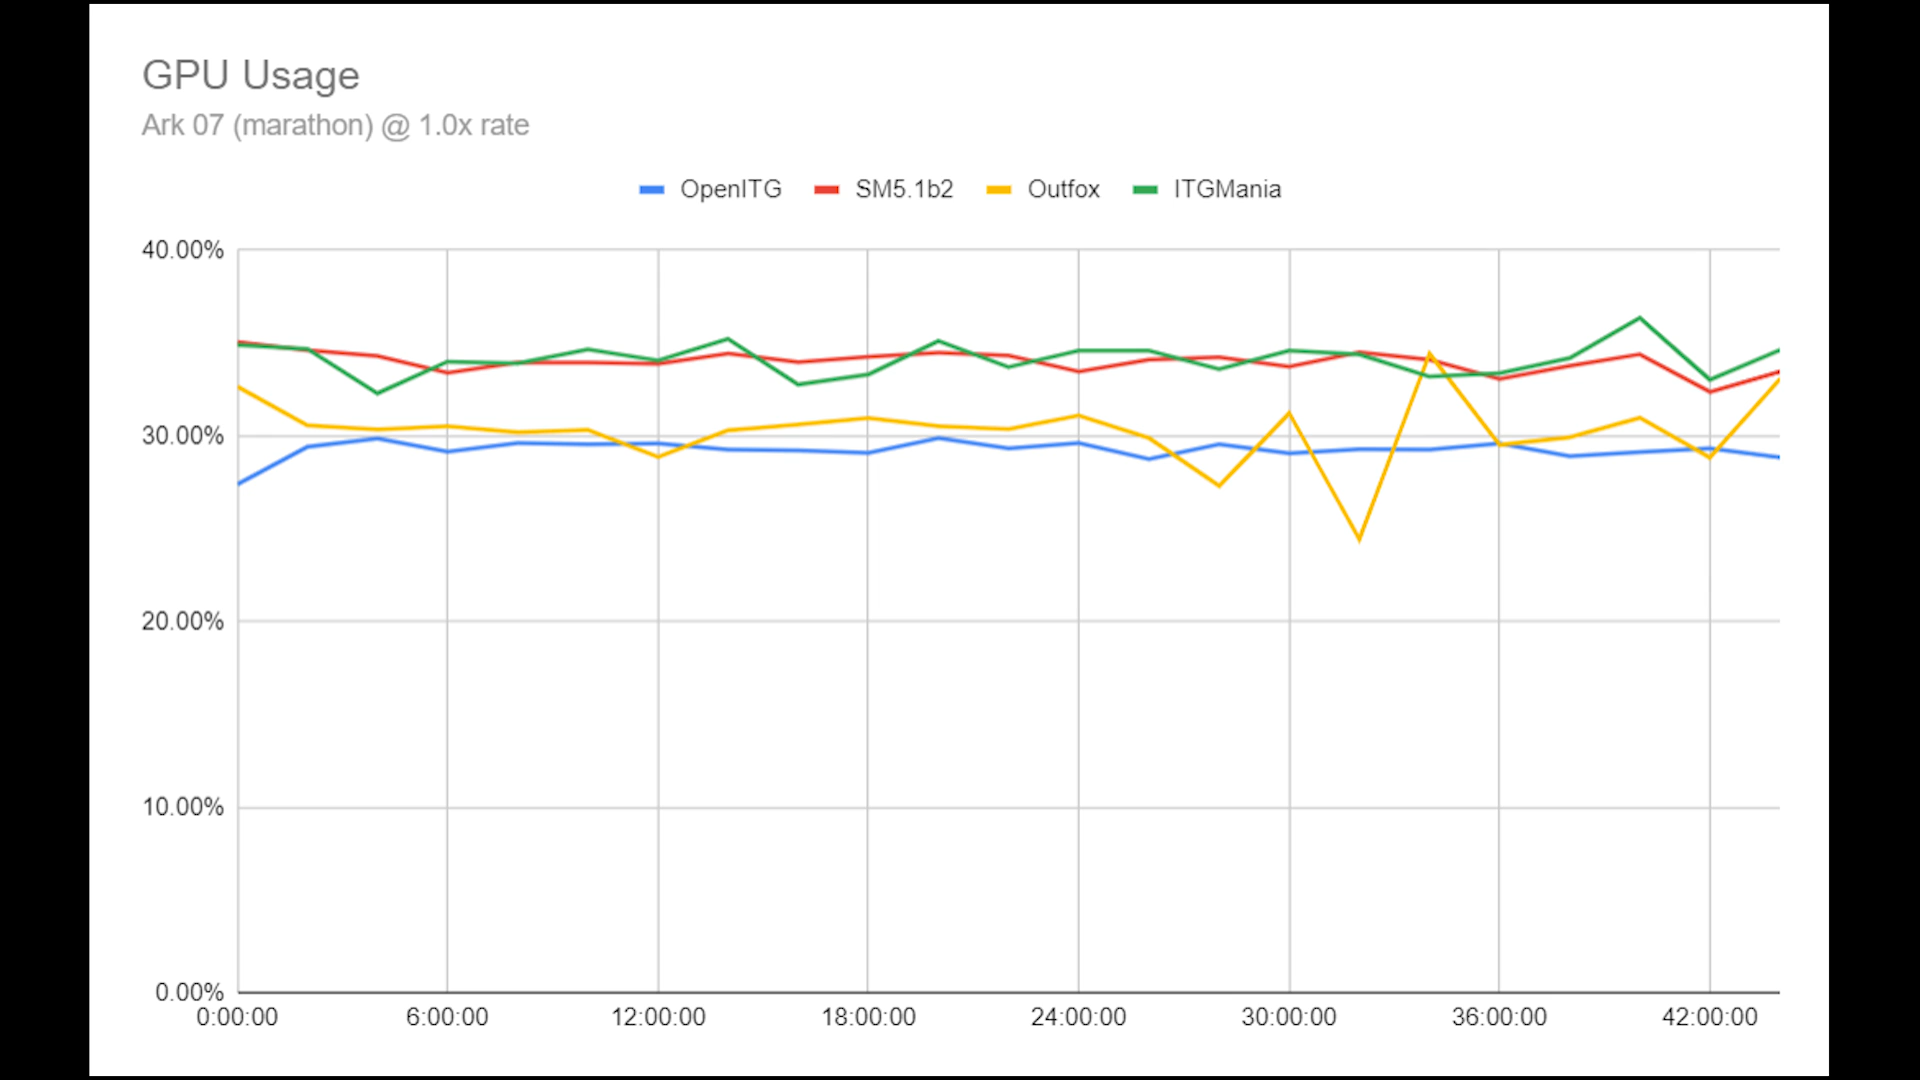 GPU Usage
Ark 07 (marathon) @ 1.0x rate
OpenITG SM5.1b2 Outfox ITGMania
40.00%
30.00%
20.00%
10.00%
0.00%
0:00:00 6:00:00 12:00:00 18:00:00 24:00:00 30:00:00 36:00:00 42:00:00